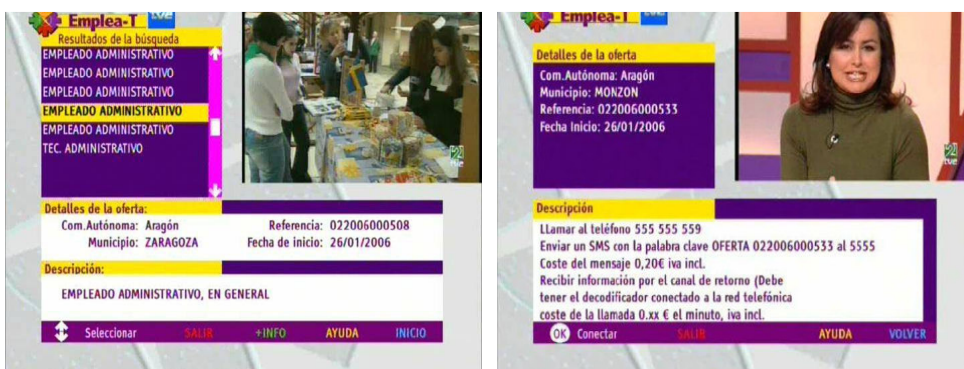 Emplea-T tve
Resultados de la búsqueda
EMPLEADO ADMINISTRATIVO
EMPLEADO ADMINISTRATIVO
EMPLEADO ADMINISTRATIVO
EMPLEADO ADMINISTRATIVO
EMPLEADO ADMINISTRATIVO
TEC. ADMINISTRATIVO
2
tve
Detalles de la oferta:
Com.Autónoma: Aragón
Referencia: 022006000508
Municipio: ZARAGOZA
Fecha de inicio: 26/01/2006
Descripción:
EMPLEADO ADMINISTRATIVO, EN GENERAL
Seleccionar SALIR +INFO AYUDA INICIO
Emplea-T tve
Detalles de la oferta
Com.Autónoma: Aragón
Municipio: MONZON
Referencia: 022006000533
Fecha Inicio: 26/01/2006
2
tve
Descripción
LLamar al teléfono 555 555 559
Enviar un SMS con la palabra clave OFERTA 022006000533 al 5555
Coste del mensaje 0,20€ iva incl.
Recibir información por el canal de retorno (Debe
tener el decodificador conectado a la red telefónica
coste de la llamada 0.xx € el minuto, iva incl.
OK Conectar SALIR AYUDA VOLVER